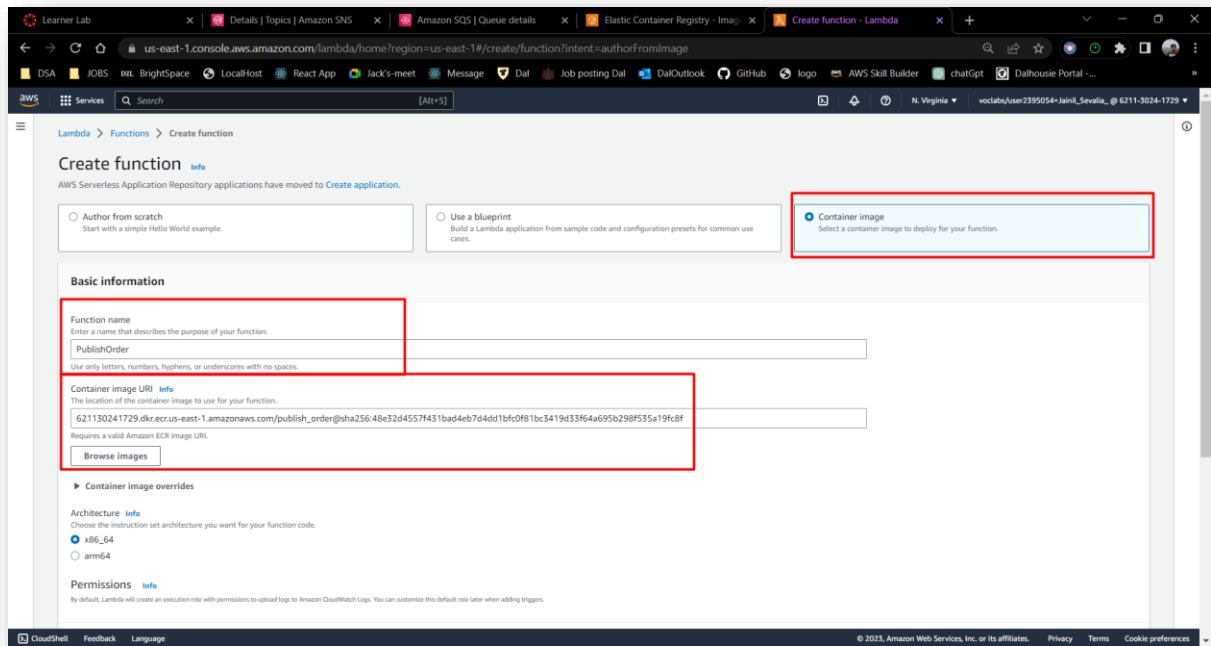 Learner Lab
Details | Topics | Amazon SNS
Amazon SQS | Queue details
Elastic Container Registry - Imag
Create function - Lambda
us-east-1.console.aws.amazon.com/lambda/home?region=us-east-1#/create/function?intent=authorFromImage
DSA JOBS DAL BrightSpace LocalHost React App Jack's-meet Message Dal Job posting Dal DalOutlook GitHub logo AWS Skill Builder chatGpt Dalhousie Portal -... »
aws Services Search [Alt+S] N. Virginia ▼ voclabs/user2395054=Jainil_Sevalia_ @ 6211-3024-1729 ▼
Lambda > Functions > Create function
Create function Info
AWS Serverless Application Repository applications have moved to Create application.
Author from scratch
Start with a simple Hello World example.
Use a blueprint
Build a Lambda application from sample code and configuration presets for common use
cases.
Container image
Select a container image to deploy for your function.
Basic information
Function name
Enter a name that describes the purpose of your function.
PublishOrder
Use only letters, numbers, hyphens, or underscores with no spaces.
Container image URI Info
The location of the container image to use for your function.
621130241729.dkr.ecr.us-east-1.amazonaws.com/publish_order@sha256:48e32d4557f431bad4eb7d4dd1bfc0f81bc3419d33f64a695b298f535a19fc8f
Requires a valid Amazon ECR image URI.
Browse images
Container image overrides
Architecture Info
Choose the instruction set architecture you want for your function code.
x86_64
arm64
Permissions Info
By default, Lambda will create an execution role with permissions to upload logs to Amazon CloudWatch Logs. You can customize this default role later when adding triggers.
CloudShell Feedback Language © 2023, Amazon Web Services, Inc. or its affiliates. Privacy Terms Cookie preferences